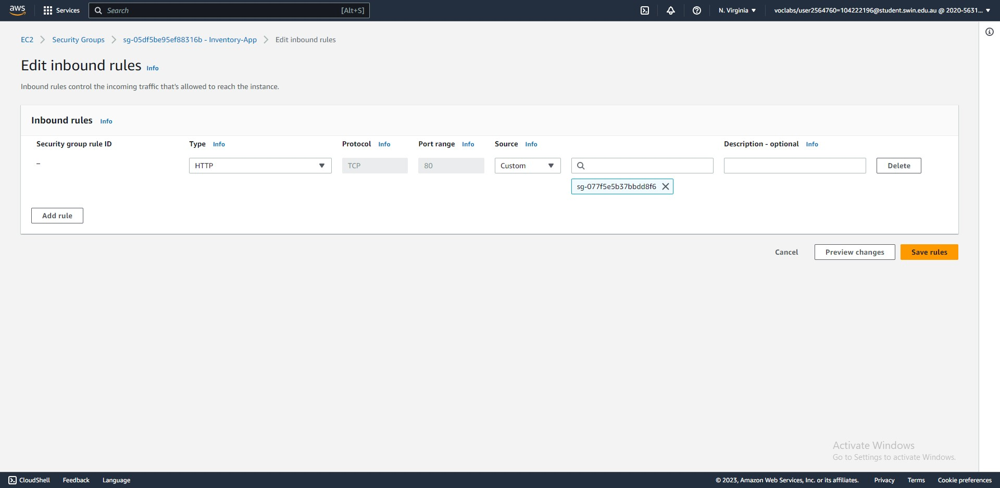 aws Services Search [Alt+S] N. Virginia ▼ voclabs/user2564760=104222196@student.swin.edu.au @ 2020-5631... ▼
EC2 > Security Groups > sg-05df5be95ef88316b - Inventory-App > Edit inbound rules
Edit inbound rules Info
Inbound rules control the incoming traffic that's allowed to reach the instance.
Inbound rules Info
Security group rule ID Type Info Protocol Info Port range Info Source Info Description - optional Info
– HTTP TCP 80 Custom Delete
sg-077f5e5b37bbdd8f6
Add rule
Cancel Preview changes Save rules
Activate Windows
Go to Settings to activate Windows.
CloudShell Feedback Language © 2023, Amazon Web Services, Inc. or its affiliates. Privacy Terms Cookie preferences